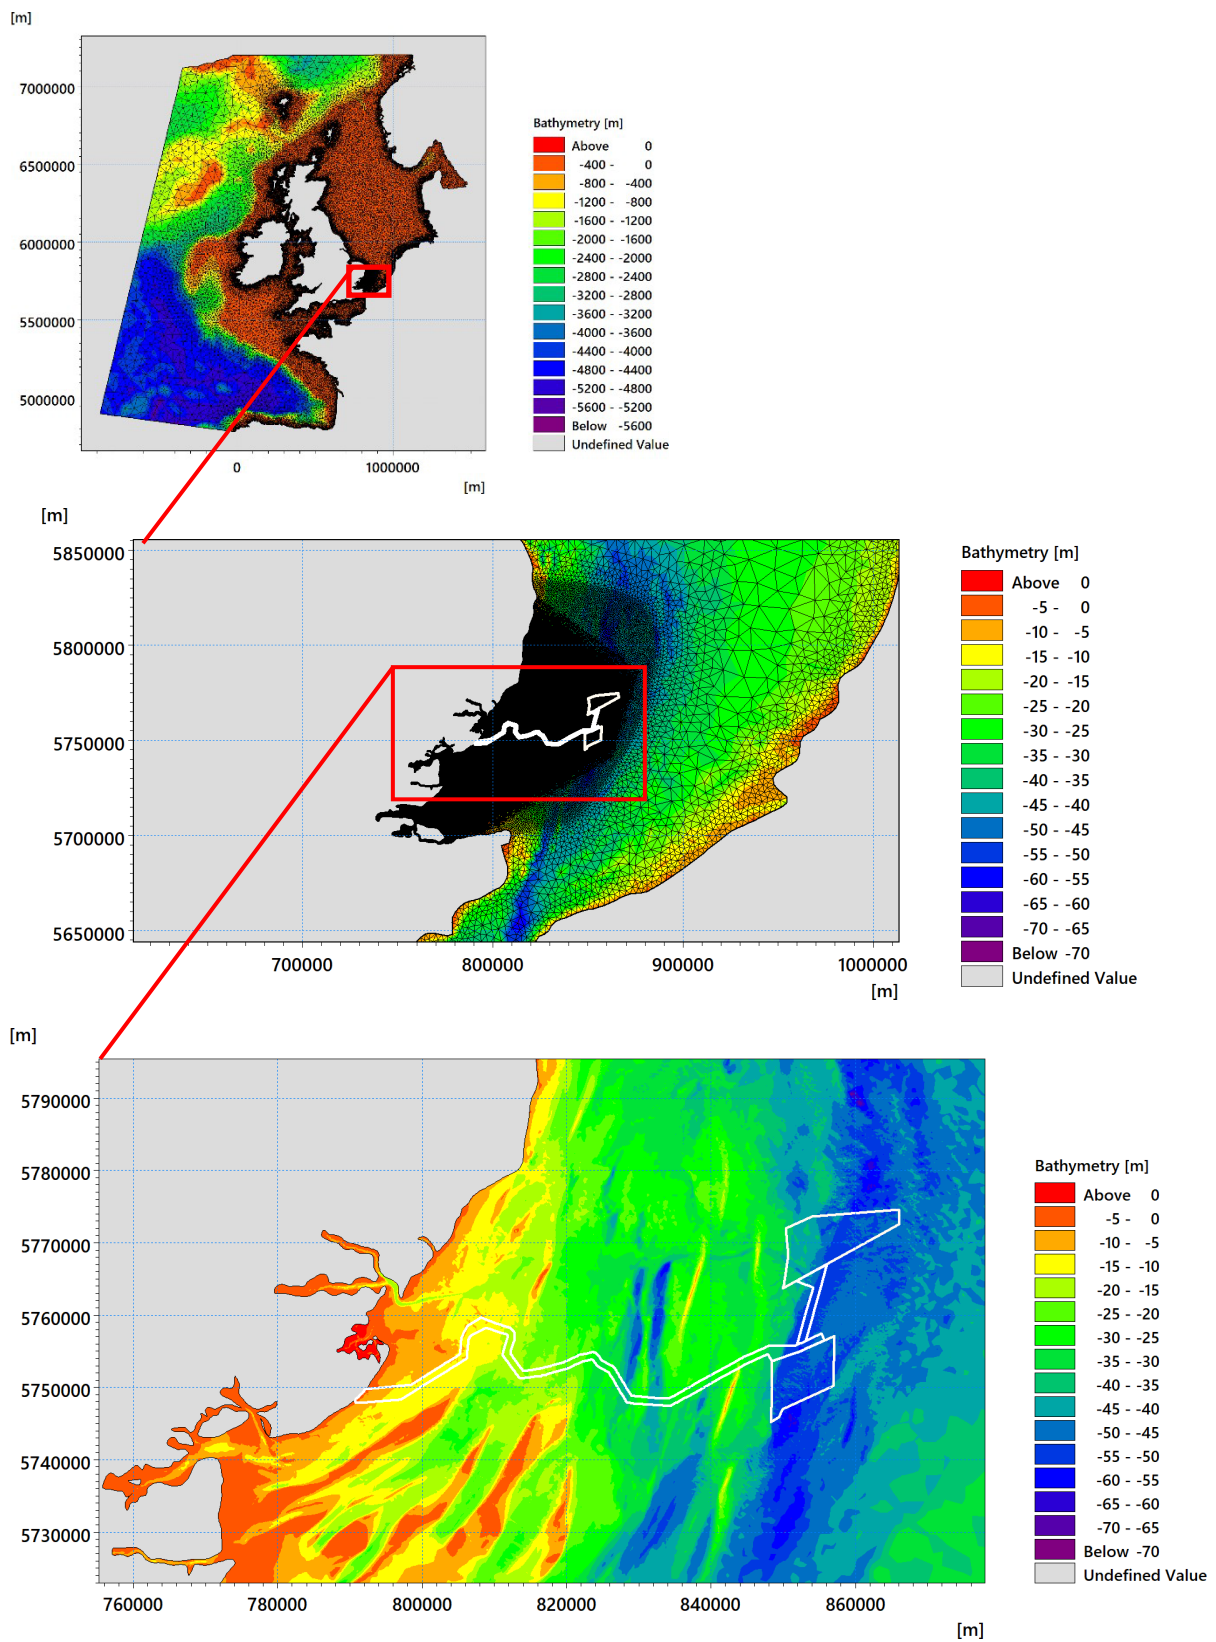 [m]
7000000
6500000
6000000
5500000
5000000
0 1000000
[m]
Bathymetry [m]
Above 0
-400 - 0
-800 - -400
-1200 - -800
-1600 - -1200
-2000 - -1600
-2400 - -2000
-2800 - -2400
-3200 - -2800
-3600 - -3200
-4000 - -3600
-4400 - -4000
-4800 - -4400
-5200 - -4800
-5600 - -5200
Below -5600
Undefined Value
[m]
5850000
5800000
5750000
5700000
5650000
700000 800000 900000 1000000
[m]
Bathymetry [m]
Above 0
-5 - 0
-10 - -5
-15 - -10
-20 - -15
-25 - -20
-30 - -25
-35 - -30
-40 - -35
-45 - -40
-50 - -45
-55 - -50
-60 - -55
-65 - -60
-70 - -65
Below -70
Undefined Value
[m]
5790000
5780000
5770000
5760000
5750000
5740000
5730000
760000 780000 800000 820000 840000 860000
[m]
Bathymetry [m]
Above 0
-5 - 0
-10 - -5
-15 - -10
-20 - -15
-25 - -20
-30 - -25
-35 - -30
-40 - -35
-45 - -40
-50 - -45
-55 - -50
-60 - -55
-65 - -60
-70 - -65
Below -70
Undefined Value